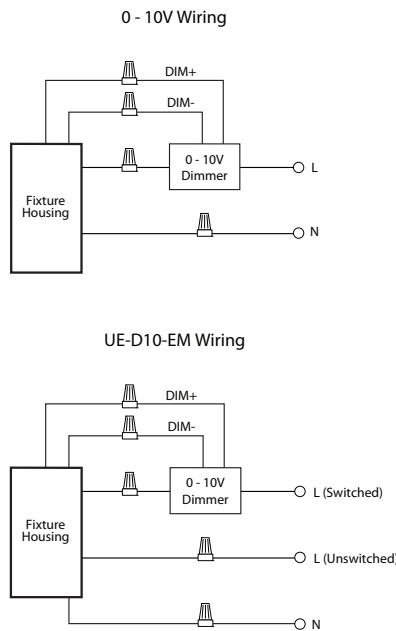 0 - 10V Wiring
DIM+
DIM-
0 - 10V
Dimmer
L
Fixture
Housing
N
UE-D10-EM Wiring
DIM+
DIM-
0 - 10V
Dimmer
L (Switched)
Fixture
Housing
L (Unswitched)
N